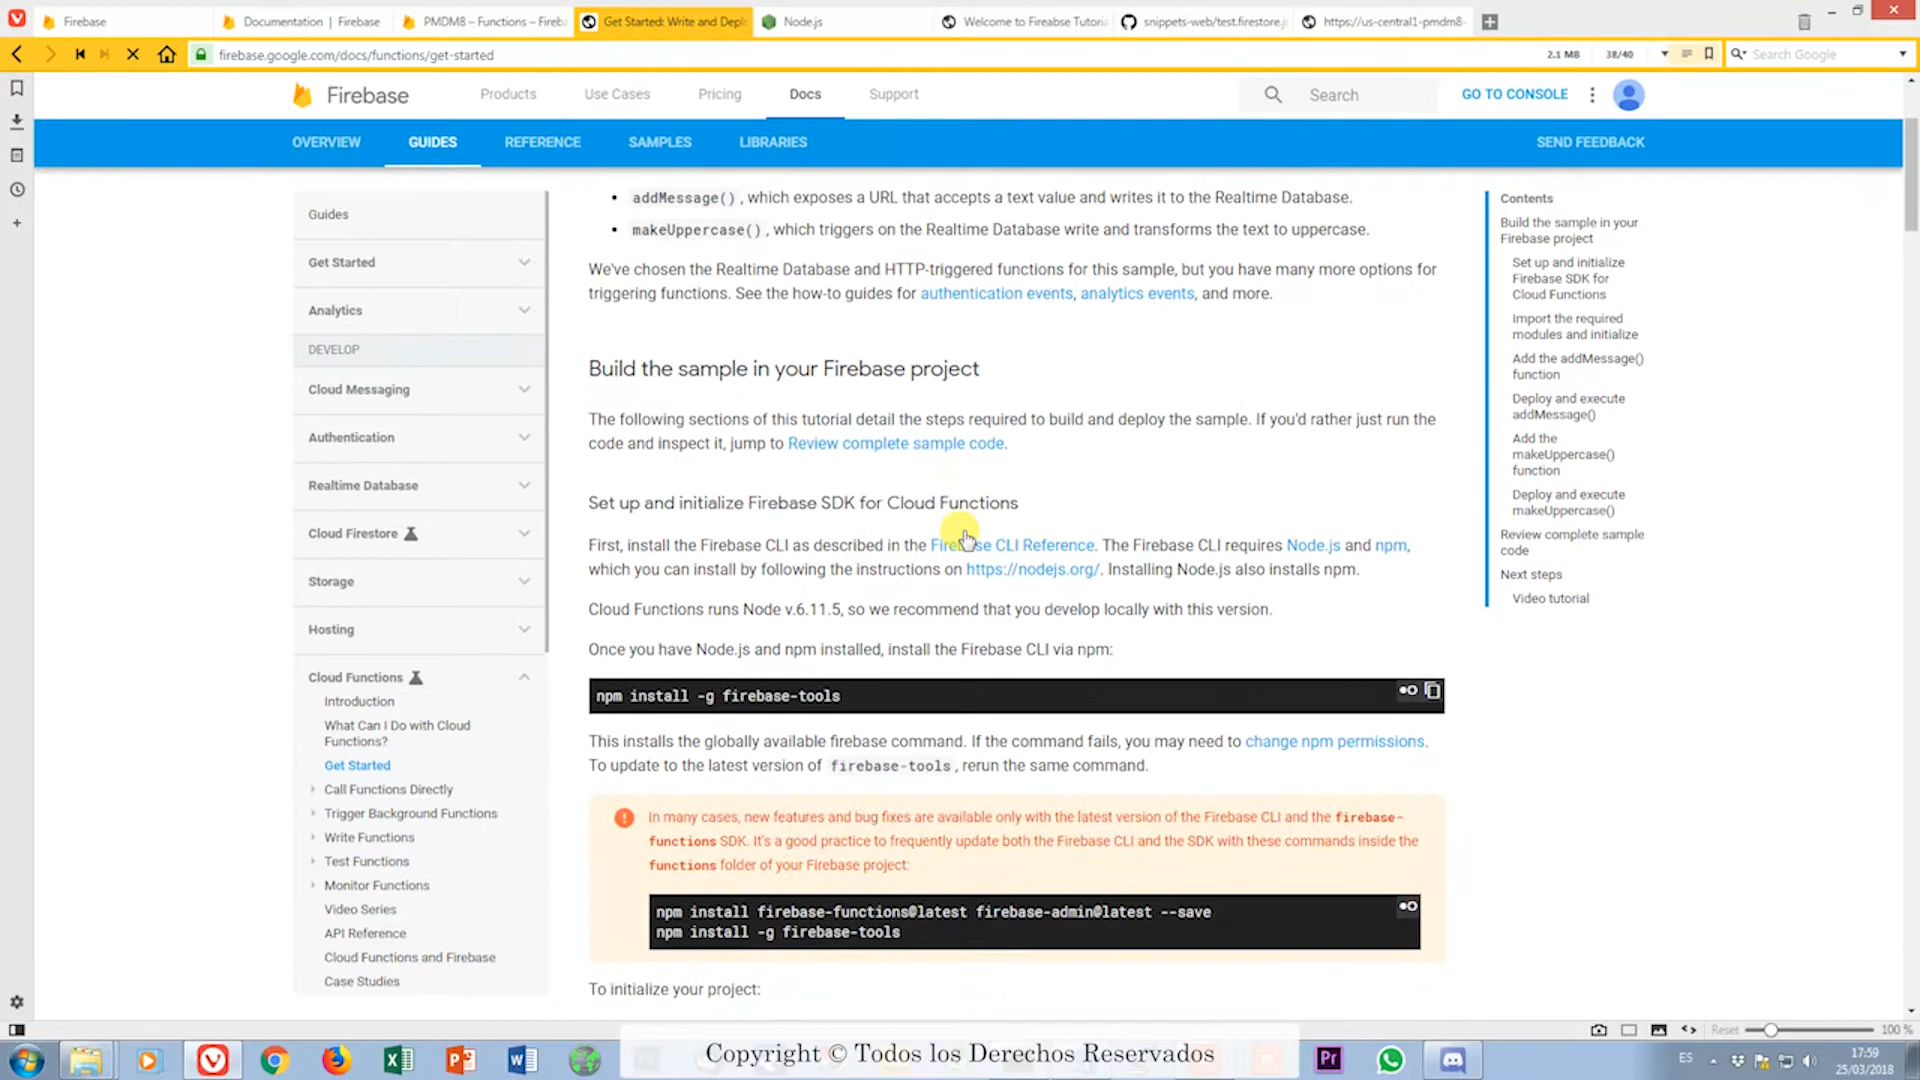 Firebase
Documentation | Firebase
PMDM8 – Functions – Fireba
Get Started: Write and Deplo
Node.js
Welcome to Fireabse Tutoria
snippets-web/test.firestore.js
https://us-central1-pmdm8-
firebase.google.com/docs/functions/get-started
2.1 MB
38/40
Search Google
Firebase
Products
Use Cases
Pricing
Docs
Support
Search
GO TO CONSOLE
OVERVIEW
GUIDES
REFERENCE
SAMPLES
LIBRARIES
SEND FEEDBACK
Guides
Get Started
Analytics
DEVELOP
Cloud Messaging
Authentication
Realtime Database
Cloud Firestore
Storage
Hosting
Cloud Functions
Introduction
What Can I Do with Cloud
Functions?
Get Started
Call Functions Directly
Trigger Background Functions
Write Functions
Test Functions
Monitor Functions
Video Series
API Reference
Cloud Functions and Firebase
Case Studies
• addMessage(), which exposes a URL that accepts a text value and writes it to the Realtime Database.
• makeUppercase(), which triggers on the Realtime Database write and transforms the text to uppercase.
We've chosen the Realtime Database and HTTP-triggered functions for this sample, but you have many more options for
triggering functions. See the how-to guides for authentication events, analytics events, and more.
Build the sample in your Firebase project
The following sections of this tutorial detail the steps required to build and deploy the sample. If you'd rather just run the
code and inspect it, jump to Review complete sample code.
Set up and initialize Firebase SDK for Cloud Functions
First, install the Firebase CLI as described in the Firebase CLI Reference. The Firebase CLI requires Node.js and npm,
which you can install by following the instructions on https://nodejs.org/. Installing Node.js also installs npm.
Cloud Functions runs Node v.6.11.5, so we recommend that you develop locally with this version.
Once you have Node.js and npm installed, install the Firebase CLI via npm:
npm install -g firebase-tools
This installs the globally available firebase command. If the command fails, you may need to change npm permissions.
To update to the latest version of firebase-tools, rerun the same command.
In many cases, new features and bug fixes are available only with the latest version of the Firebase CLI and the firebase-
functions SDK. It's a good practice to frequently update both the Firebase CLI and the SDK with these commands inside the
functions folder of your Firebase project:
npm install firebase-functions@latest firebase-admin@latest --save
npm install -g firebase-tools
To initialize your project:
Contents
Build the sample in your
Firebase project
Set up and initialize
Firebase SDK for
Cloud Functions
Import the required
modules and initialize
Add the addMessage()
function
Deploy and execute
addMessage()
Add the
makeUppercase()
function
Deploy and execute
makeUppercase()
Review complete sample
code
Next steps
Video tutorial
Reset
100 %
Copyright © Todos los Derechos Reservados
Pr
ES
17:59
25/03/2018